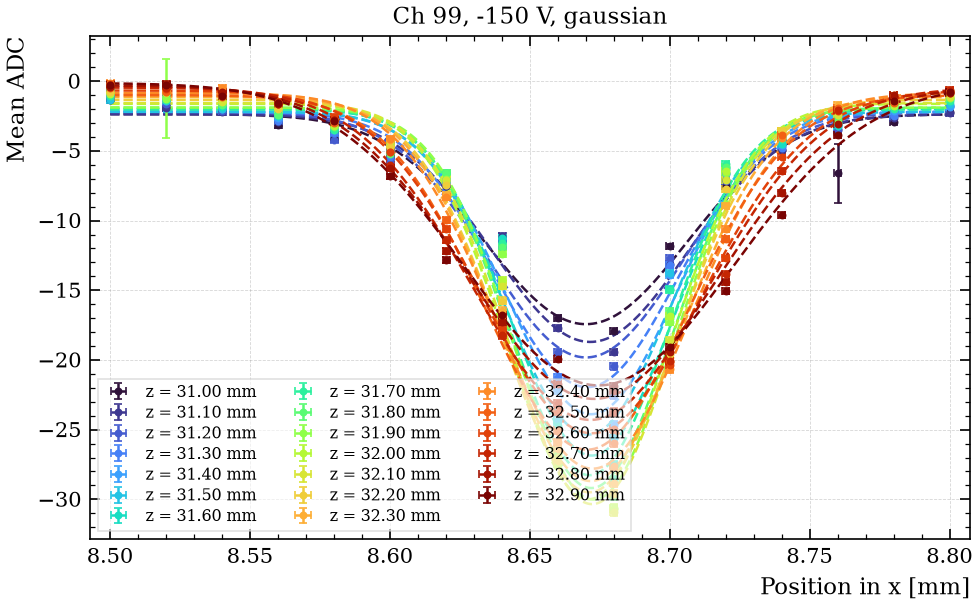 Ch 99, -150 V, gaussian
Mean ADC
0
−5
−10
−15
−20
−25
−30
z = 31.00 mm
z = 31.10 mm
z = 31.20 mm
z = 31.30 mm
z = 31.40 mm
z = 31.50 mm
z = 31.60 mm
z = 31.70 mm
z = 31.80 mm
z = 31.90 mm
z = 32.00 mm
z = 32.10 mm
z = 32.20 mm
z = 32.30 mm
z = 32.40 mm
z = 32.50 mm
z = 32.60 mm
z = 32.70 mm
z = 32.80 mm
z = 32.90 mm
8.50 8.55 8.60 8.65 8.70 8.75 8.80
Position in x [mm]